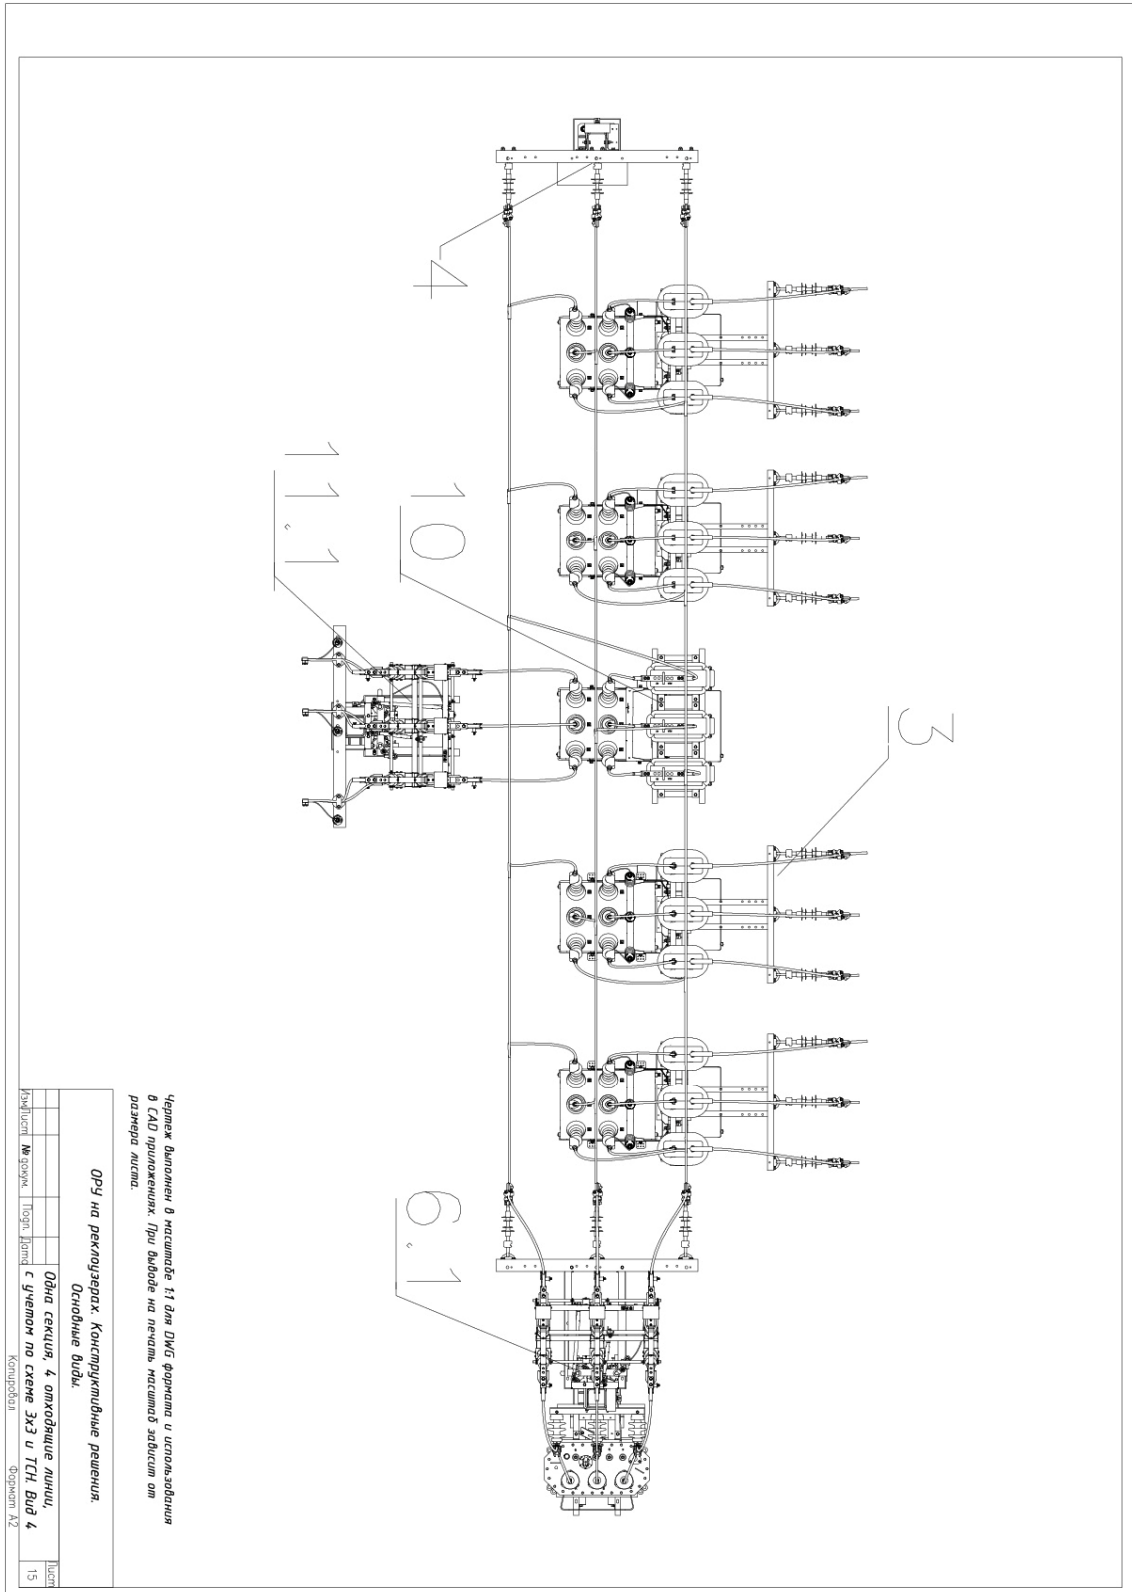 4
10
11.1
3
6.1
Чертеж выполнен в масштабе 1:1 для DWG формата и использования
в CAD приложениях. При выводе на печать масштаб зависит от
размера листа.
ОРУ на реклоузерах. Конструктивные решения.
Основные виды.
Изм Лист № докум. Подп. Дата
Одна секция, 4 отходящие линии,
с учетом по схеме 3х3 и ТСН. Вид 4
Лист
15
Копировал Формат А2